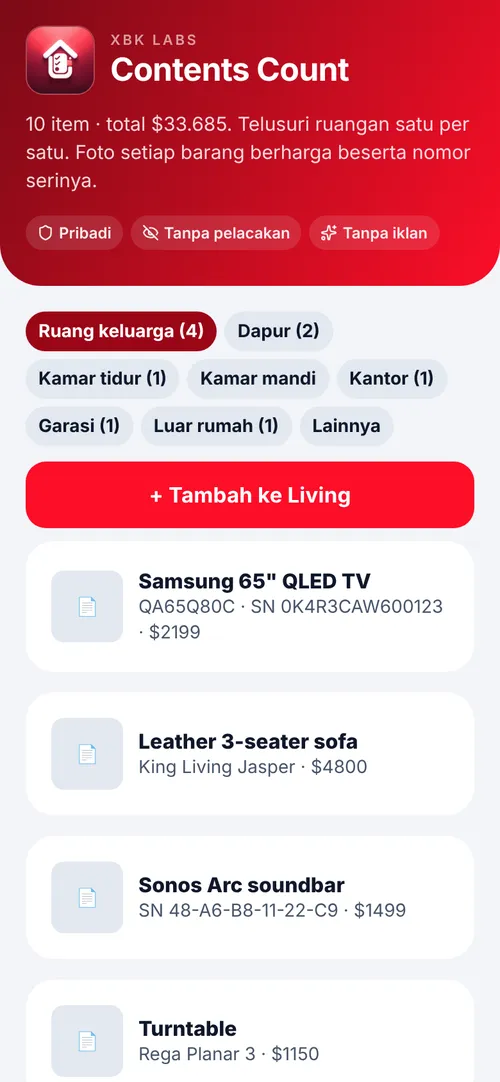 XBK LABS
Contents Count
10 item · total $33.685. Telusuri ruangan satu per
satu. Foto setiap barang berharga beserta nomor
serinya.
Pribadi
Tanpa pelacakan
Tanpa iklan
Ruang keluarga (4)
Dapur (2)
Kamar tidur (1)
Kamar mandi
Kantor (1)
Garasi (1)
Luar rumah (1)
Lainnya
+ Tambah ke Living
Samsung 65" QLED TV
QA65Q80C · SN 0K4R3CAW600123
· $2199
Leather 3-seater sofa
King Living Jasper · $4800
Sonos Arc soundbar
SN 48-A6-B8-11-22-C9 · $1499
Turntable
Rega Planar 3 · $1150